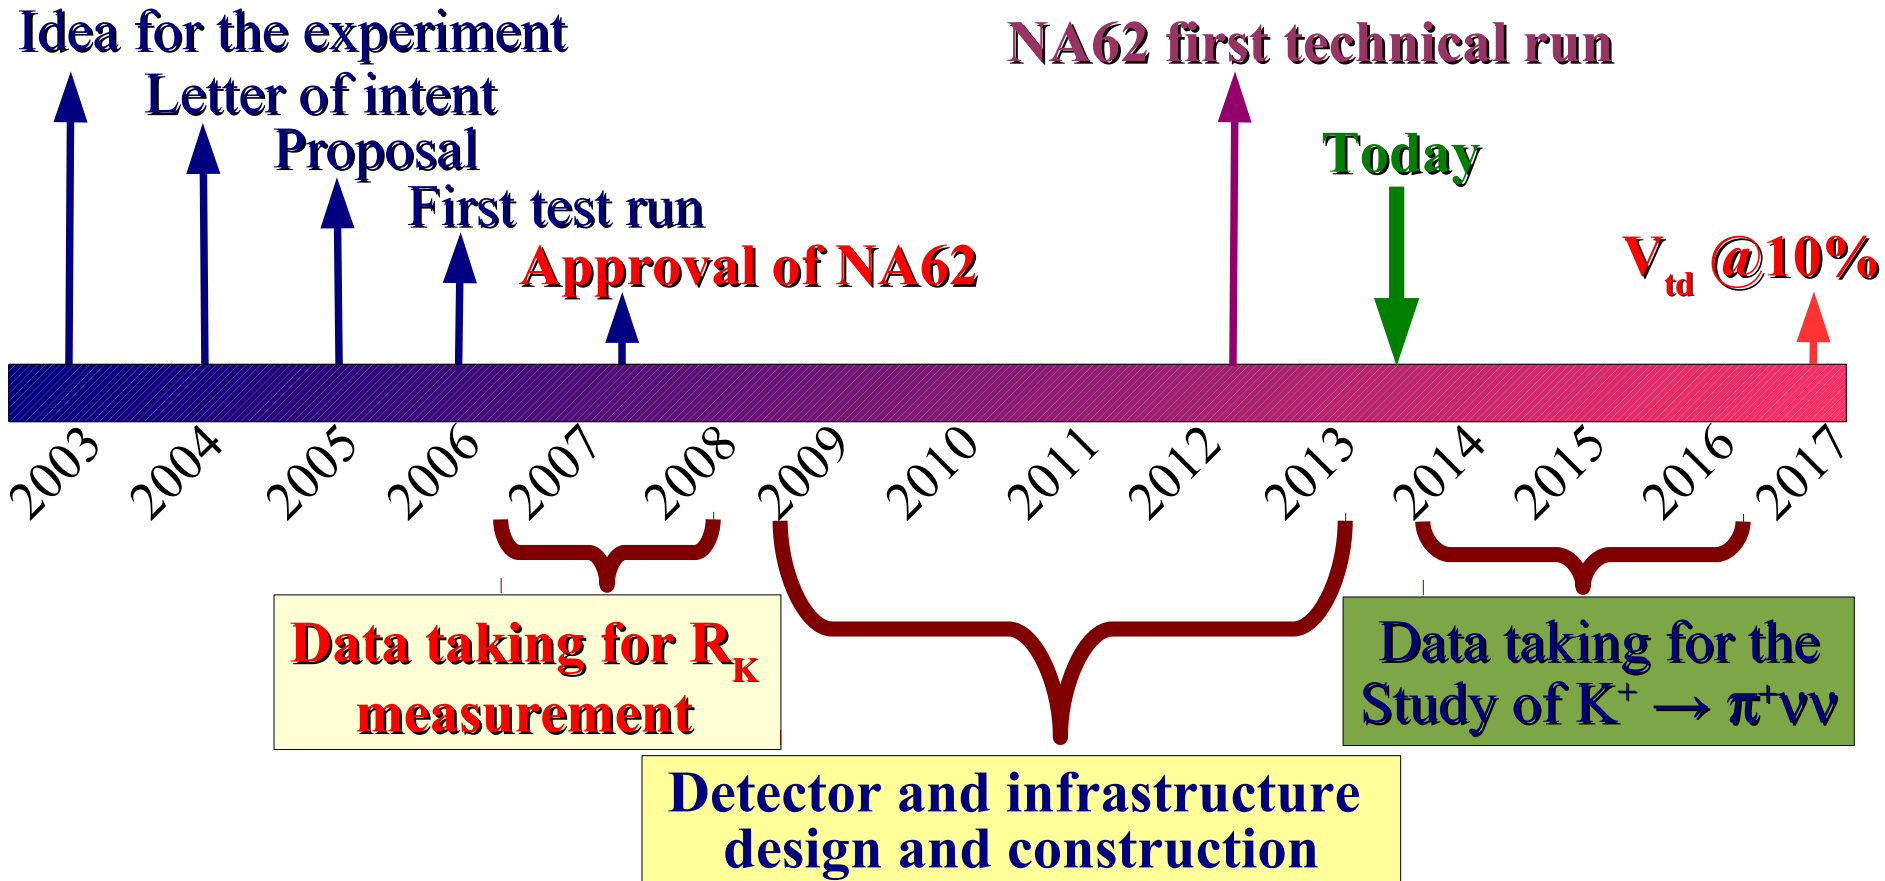 Idea for the experiment
NA62 first technical run
Letter of intent
Proposal
Today
First test run
Approval of NA62
Vtd @10%
2003
2004
2005
2006
2007
2008
2009
2010
2011
2012
2013
2014
2015
2016
2017
Data taking for RK
measurement
Data taking for the
Study of K+ → π+νν
Detector and infrastructure
design and construction